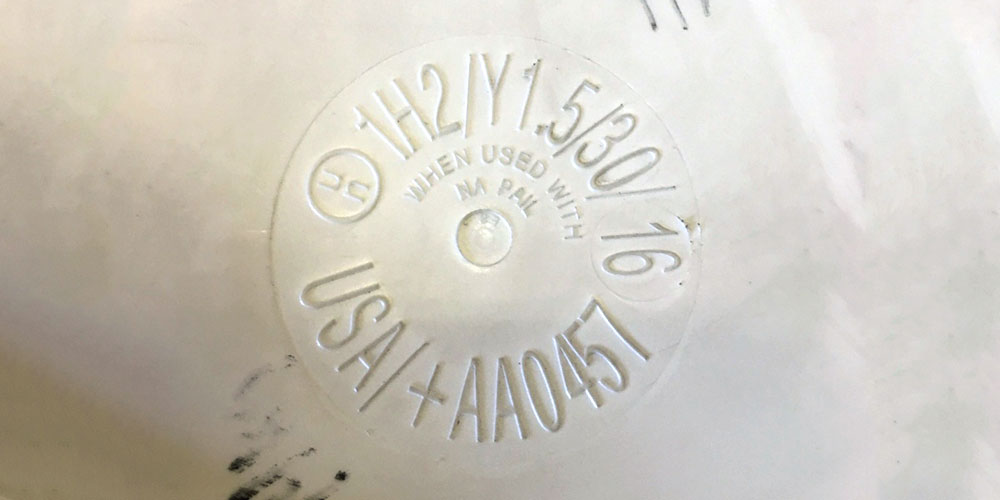 1H2/Y1.5/30/16
WHEN USED WITH
NA PAIL
USA/+AA0457